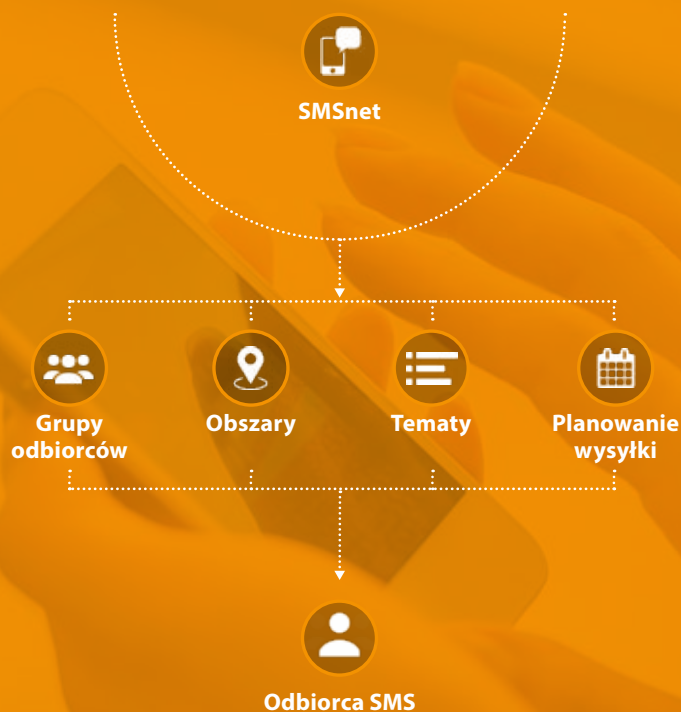 SMSnet
Grupy
odbiorców
Obszary
Tematy
Planowanie
wysyłki
Odbiorca SMS